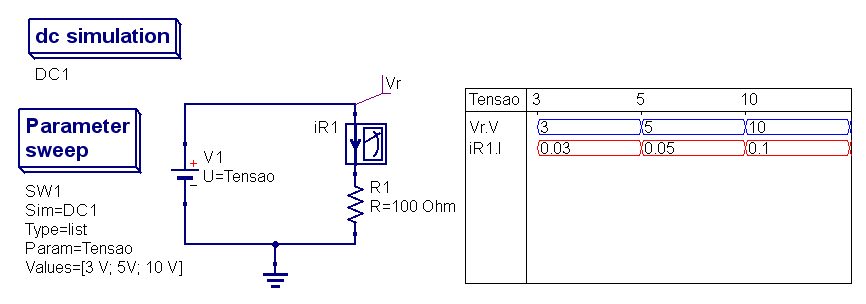 dc simulation
DC1
Parameter
sweep
SW1
Sim=DC1
Type=list
Param=Tensao
Values=[3 V; 5V; 10 V]
Vr
iR1
+
V1
U=Tensao
−
R1
R=100 Ohm
Tensao 3 5 10
Vr.V 3 5 10
iR1.I 0.03 0.05 0.1